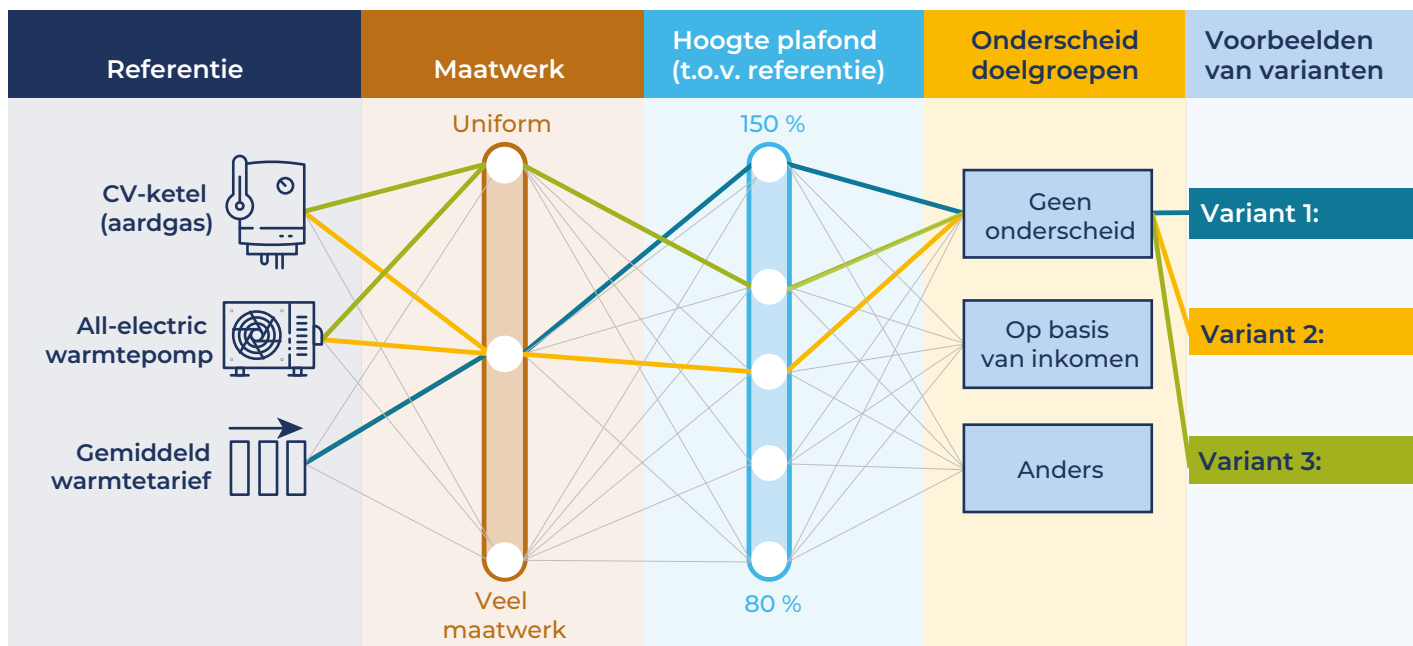 Referentie
Maatwerk
Hoogte plafond
(t.o.v. referentie)
Onderscheid
doelgroepen
Voorbeelden
van varianten
Uniform
150 %
CV-ketel
(aardgas)
Geen
onderscheid
Variant 1:
All-electric
warmtepomp
Op basis
van inkomen
Variant 2:
Gemiddeld
warmtetarief
Anders
Variant 3:
Veel
maatwerk
80 %